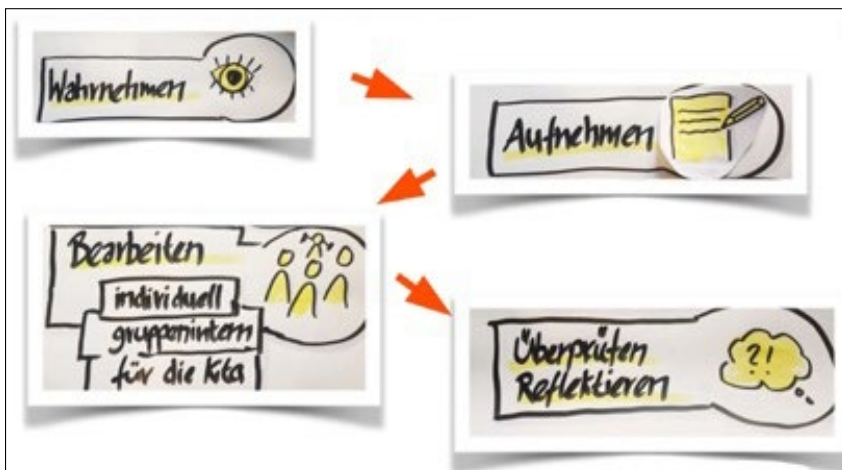 Wahrnehmen
Aufnehmen
Bearbeiten
individuell
gruppenintern
für die Kita
Überprüfen
Reflektieren
?!